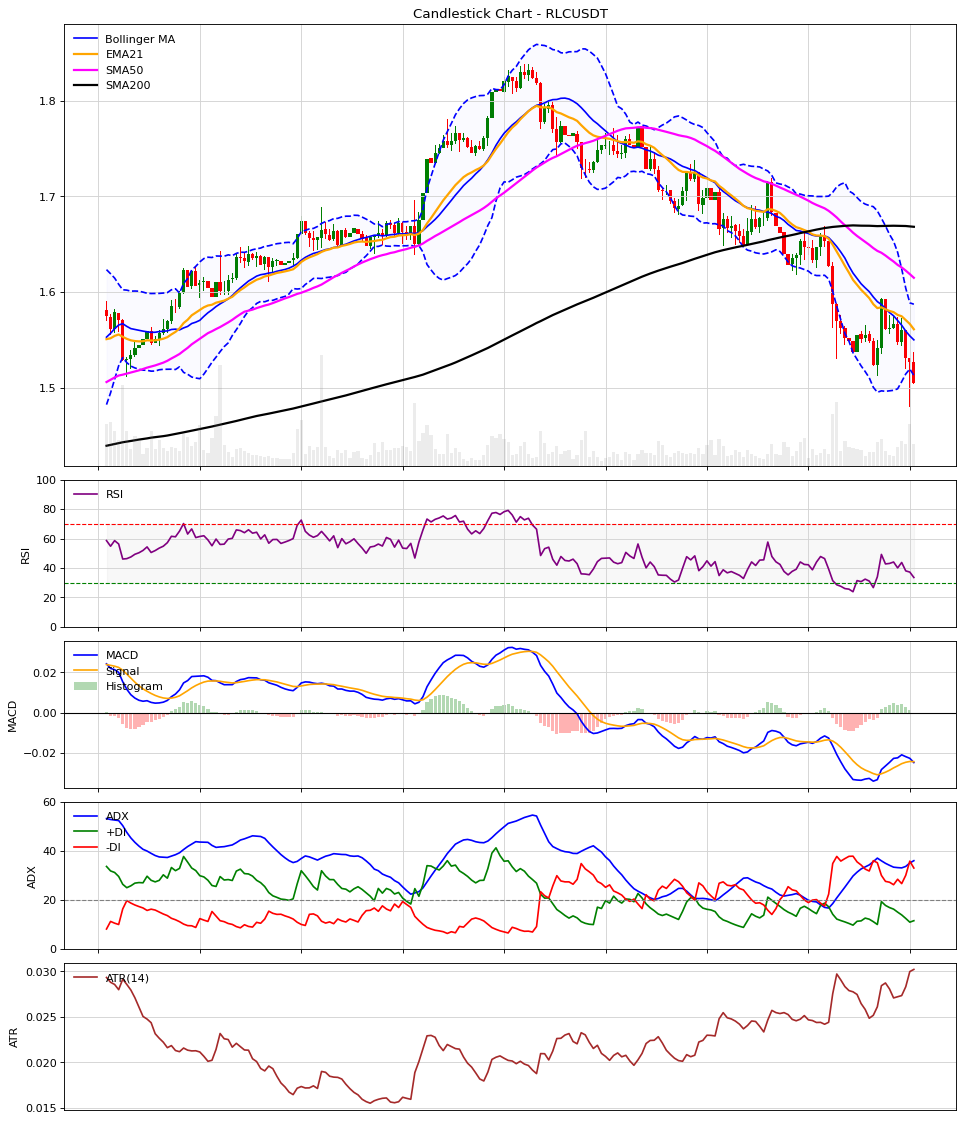 Candlestick Chart - RLCUSDT
Bollinger MA
EMA21
SMA50
SMA200
1.8
1.7
1.6
1.5
RSI
100
80
60
40
20
0
RSI
MACD
Signal
Histogram
0.02
0.00
−0.02
MACD
ADX
+DI
-DI
60
40
20
0
ADX
ATR(14)
0.030
0.025
0.020
0.015
ATR